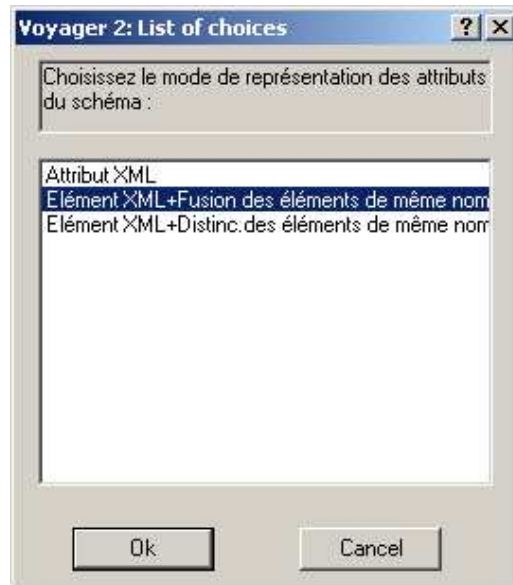 Voyager 2: List of choices
Choisissez le mode de représentation des attributs
du schéma :
Attribut XML
Elément XML+Fusion des éléments de même nom
Elément XML+Distinc.des éléments de même nom
Ok
Cancel